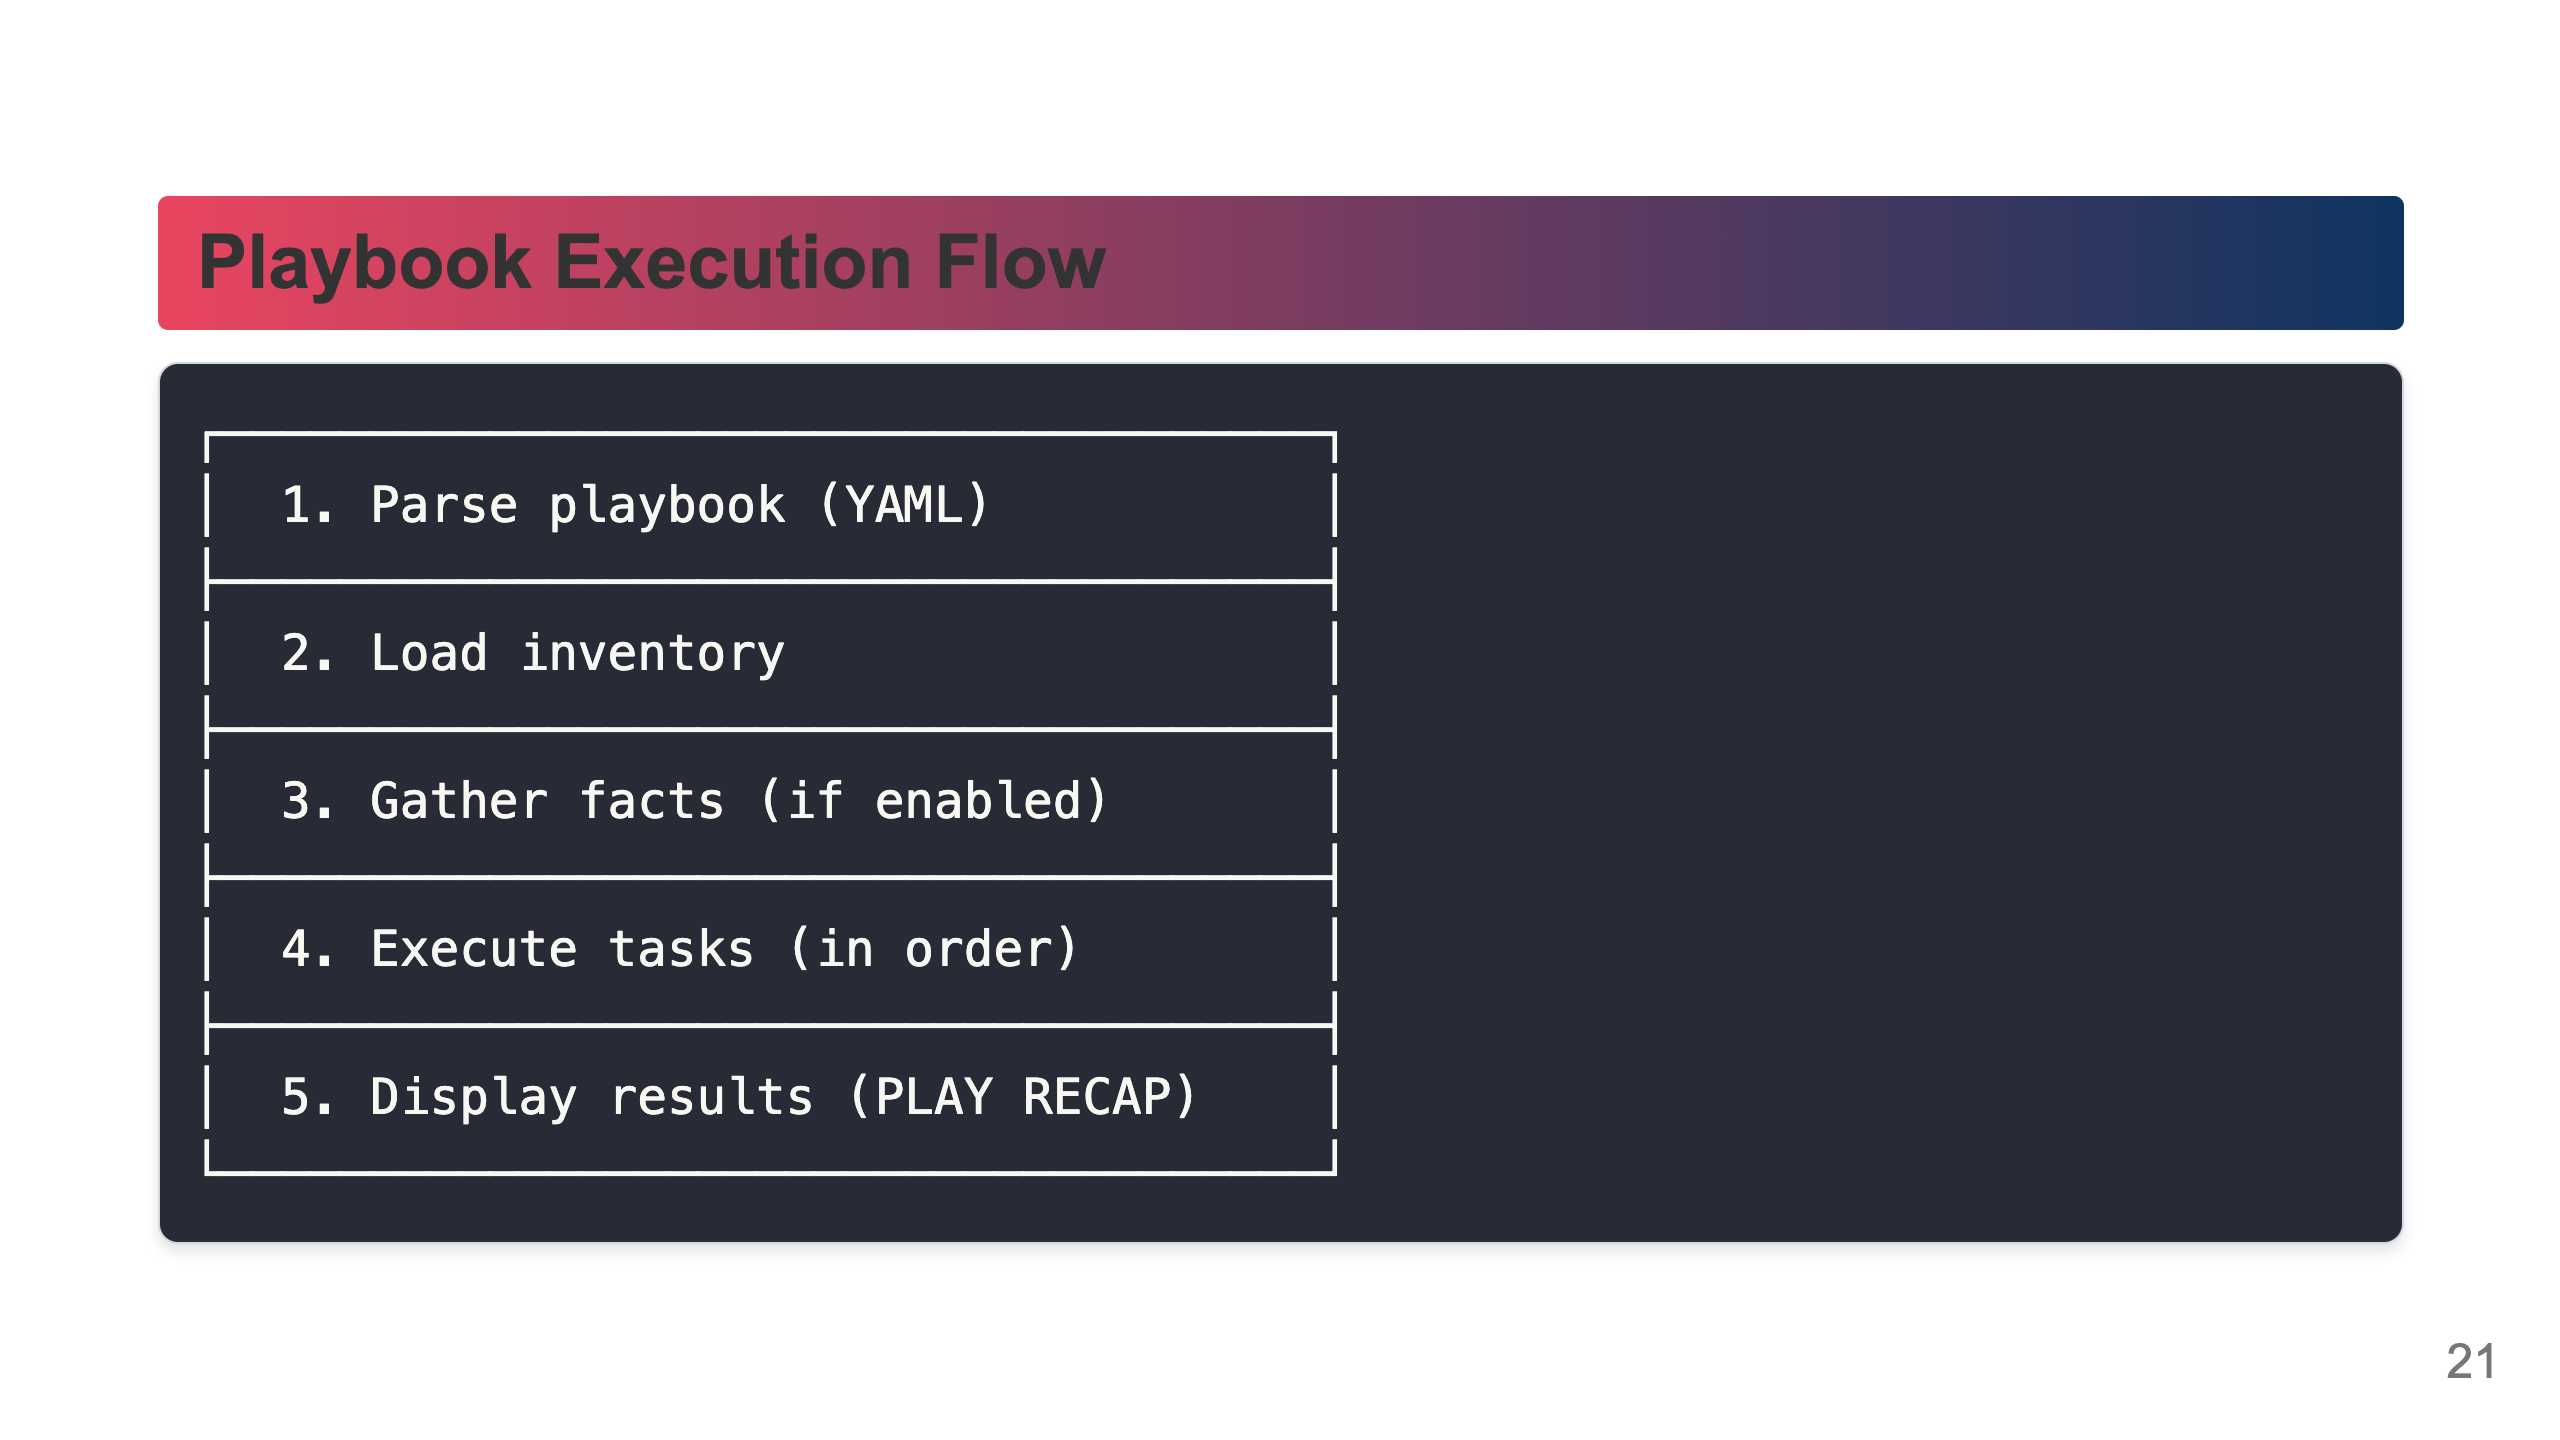 Playbook Execution Flow
1. Parse playbook (YAML)
2. Load inventory
3. Gather facts (if enabled)
4. Execute tasks (in order)
5. Display results (PLAY RECAP)
21